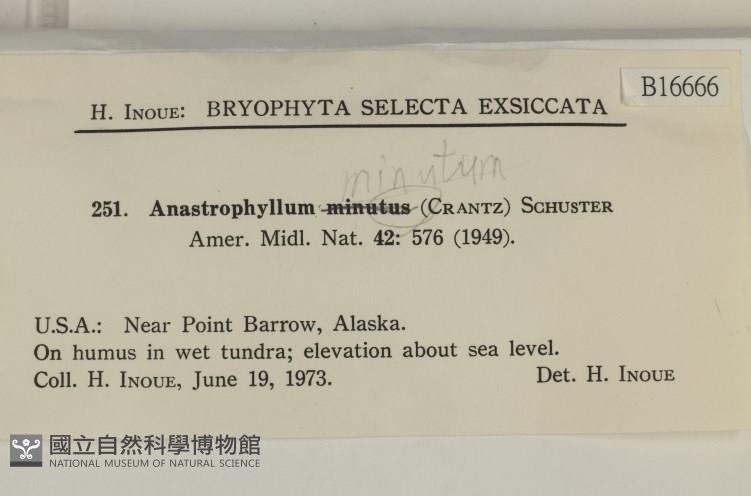 B16666
H. INOUE: BRYOPHYTA SELECTA EXSICCATA
minutum
251. Anastrophyllum minutus (CRANTZ) SCHUSTER
Amer. Midl. Nat. 42: 576 (1949).
U.S.A.: Near Point Barrow, Alaska.
On humus in wet tundra; elevation about sea level.
Coll. H. INOUE, June 19, 1973. Det. H. INOUE
國立自然科學博物館
NATIONAL MUSEUM OF NATURAL SCIENCE